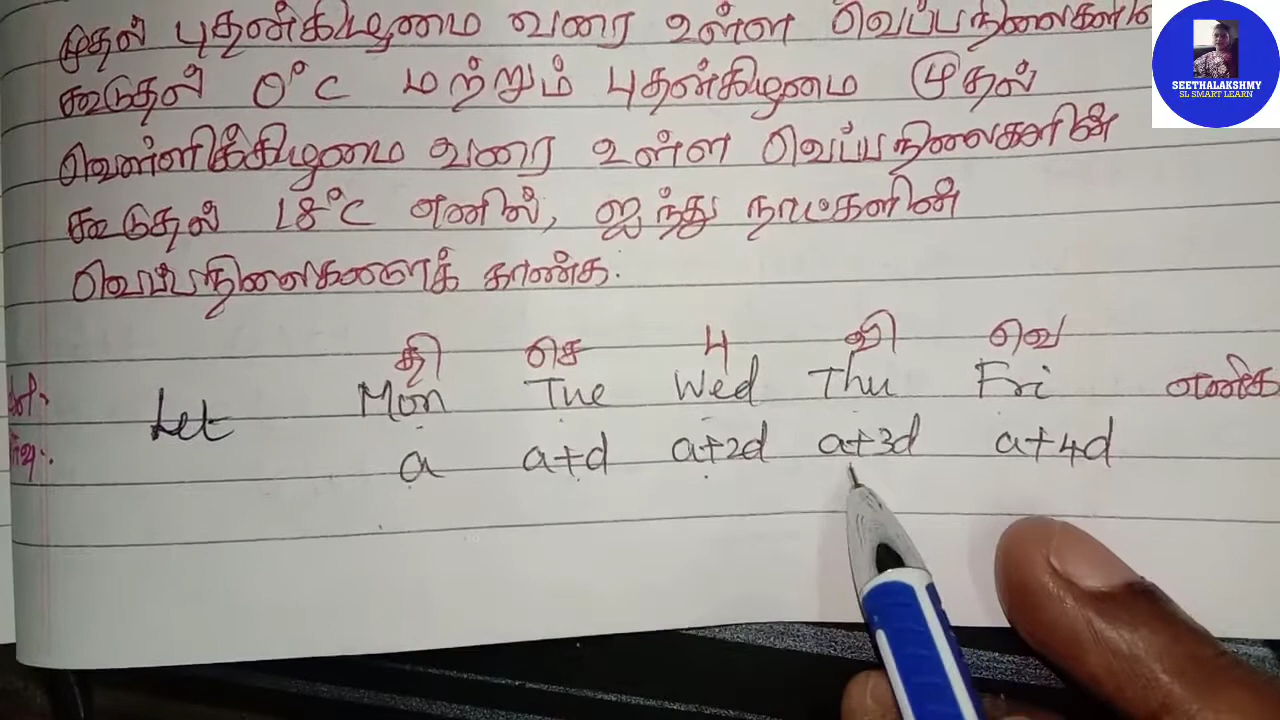 முதல் புதன்கிழமை வரை உள்ள வெப்பநிலைகளின்
கூடுதல் 0°C மற்றும் புதன்கிழமை முதல்
வெள்ளிக்கிழமை வரை உள்ள வெப்பநிலைகளின்
கூடுதல் 18°C எனில், ஐந்து நாட்களின்
வெப்பநிலைகளைக் காண்க.
தி செ பு வி வெ
Let Mon Tue Wed Thu Fri என்க
a a+d a+2d a+3d a+4d
SEETHALAKSHMY
SL SMART LEARN